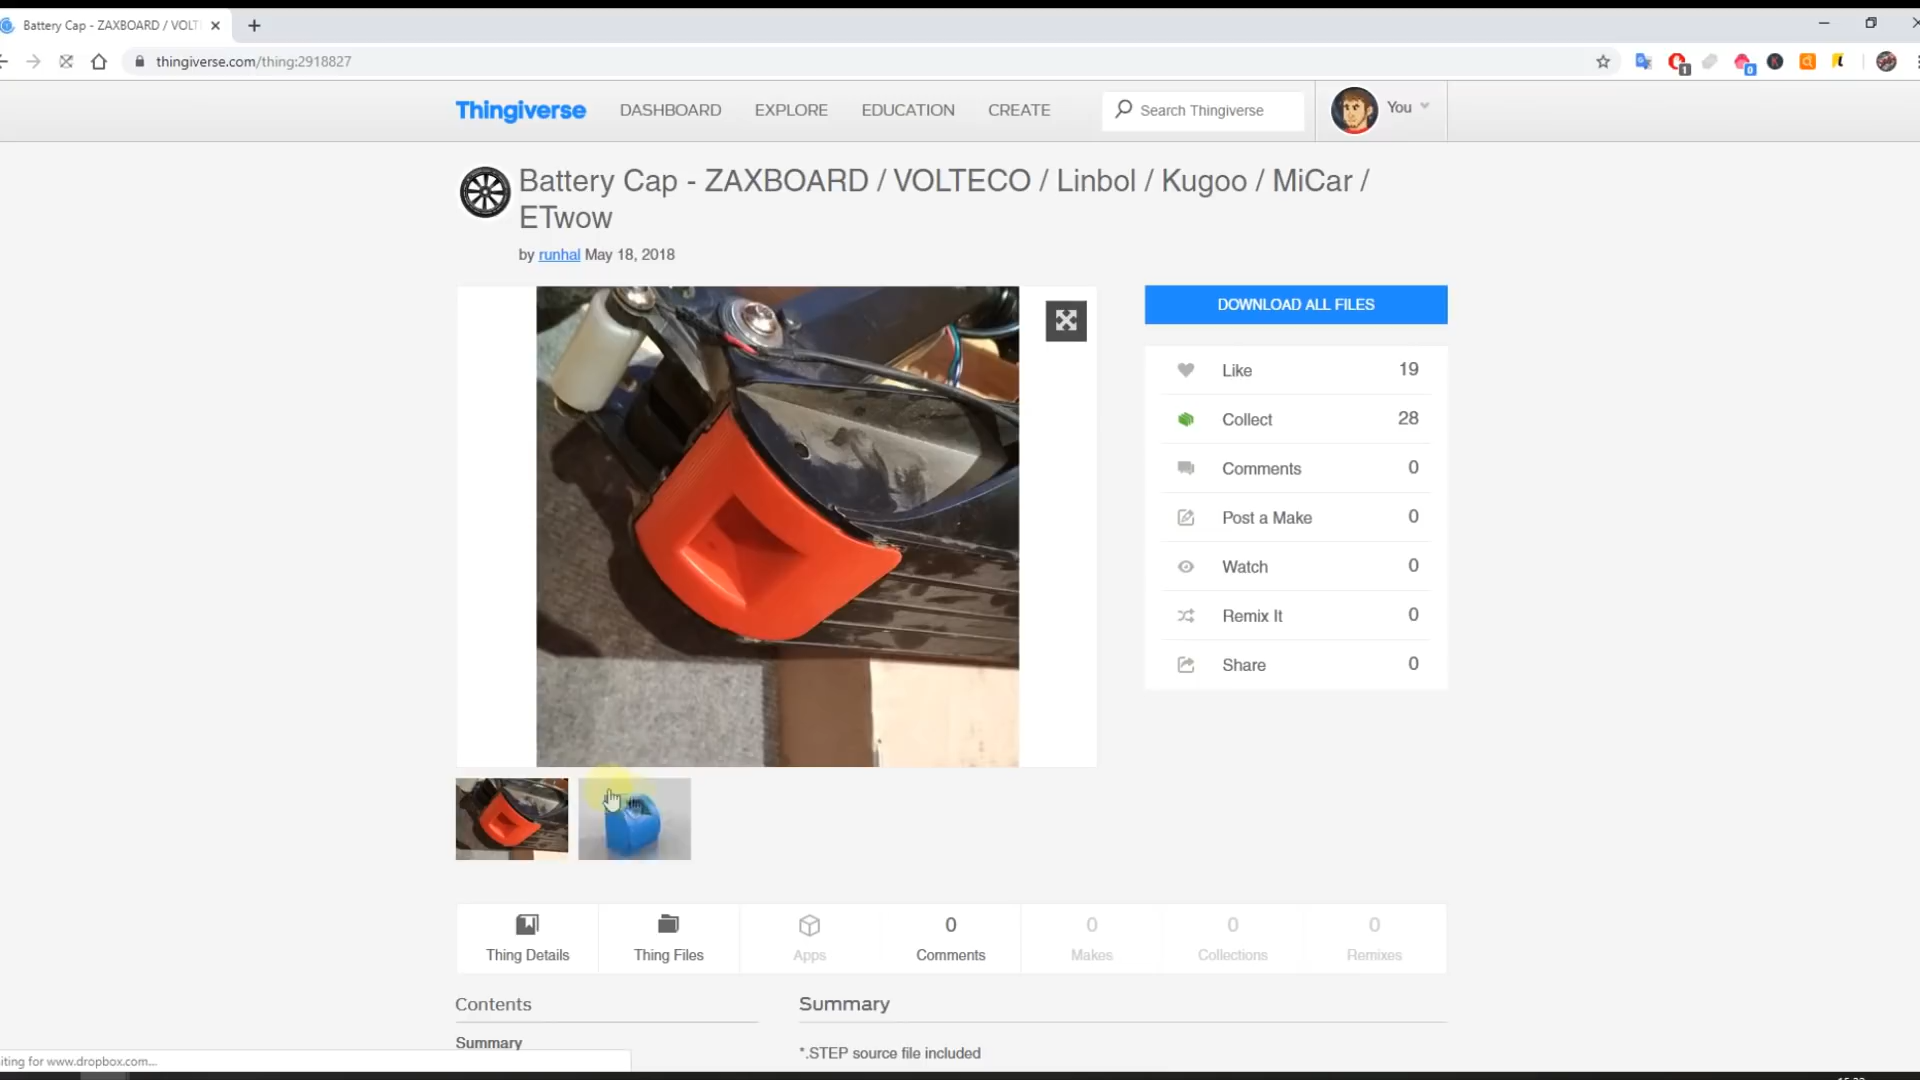 Battery Cap - ZAXBOARD / VOLT
thingiverse.com/thing:2918827
1
0
Thingiverse
DASHBOARD
EXPLORE
EDUCATION
CREATE
Search Thingiverse
You
Battery Cap - ZAXBOARD / VOLTECO / Linbol / Kugoo / MiCar /
ETwow
by runhal May 18, 2018
DOWNLOAD ALL FILES
Like 19
Collect 28
Comments 0
Post a Make 0
Watch 0
Remix It 0
Share 0
Thing Details
Thing Files
Apps
0
Comments
0
Makes
0
Collections
0
Remixes
Contents
Summary
Summary
*.STEP source file included
iting for www.dropbox.com...